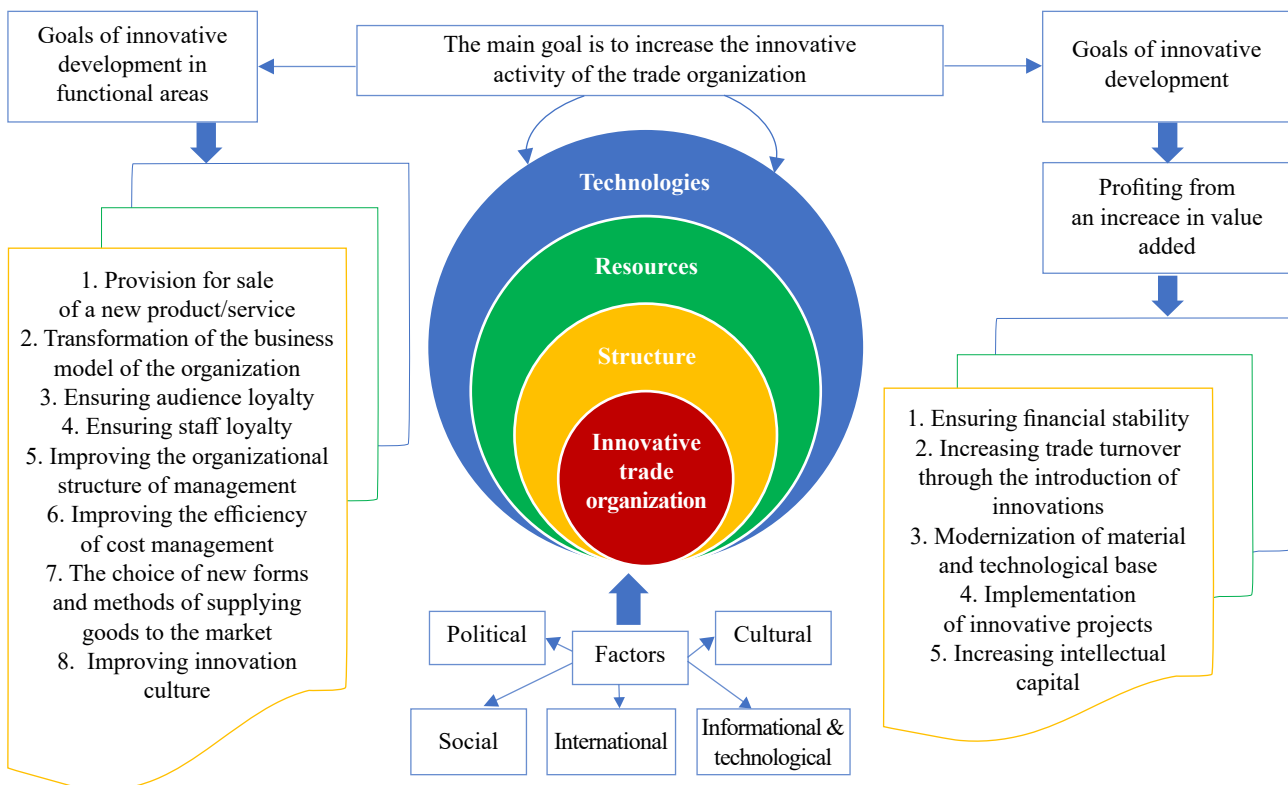 Goals of innovative
development in
functional areas
The main goal is to increase the innovative
activity of the trade organization
Goals of innovative
development
1. Provision for sale
of a new product/service
2. Transformation of the business
model of the organization
3. Ensuring audience loyalty
4. Ensuring staff loyalty
5. Improving the organizational
structure of management
6. Improving the efficiency
of cost management
7. The choice of new forms
and methods of supplying
goods to the market
8. Improving innovation
culture
Technologies
Resources
Structure
Innovative
trade
organization
Profiting from
an increace in value
added
1. Ensuring financial stability
2. Increasing trade turnover
through the introduction of
innovations
3. Modernization of material
and technological base
4. Implementation
of innovative projects
5. Increasing intellectual
capital
Political
Factors
Cultural
Social
International
Informational &
technological